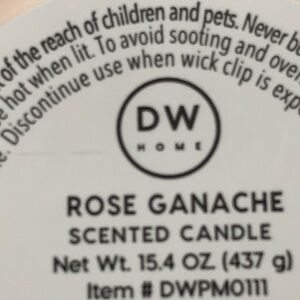 of the reach of children and pets. Never
hot when lit. To avoid sooting and
Discontinue use when wick clip is
DW
HOME
ROSE GANACHE
SCENTED CANDLE
Net Wt. 15.4 OZ. (437 g)
Item # DWPM0111